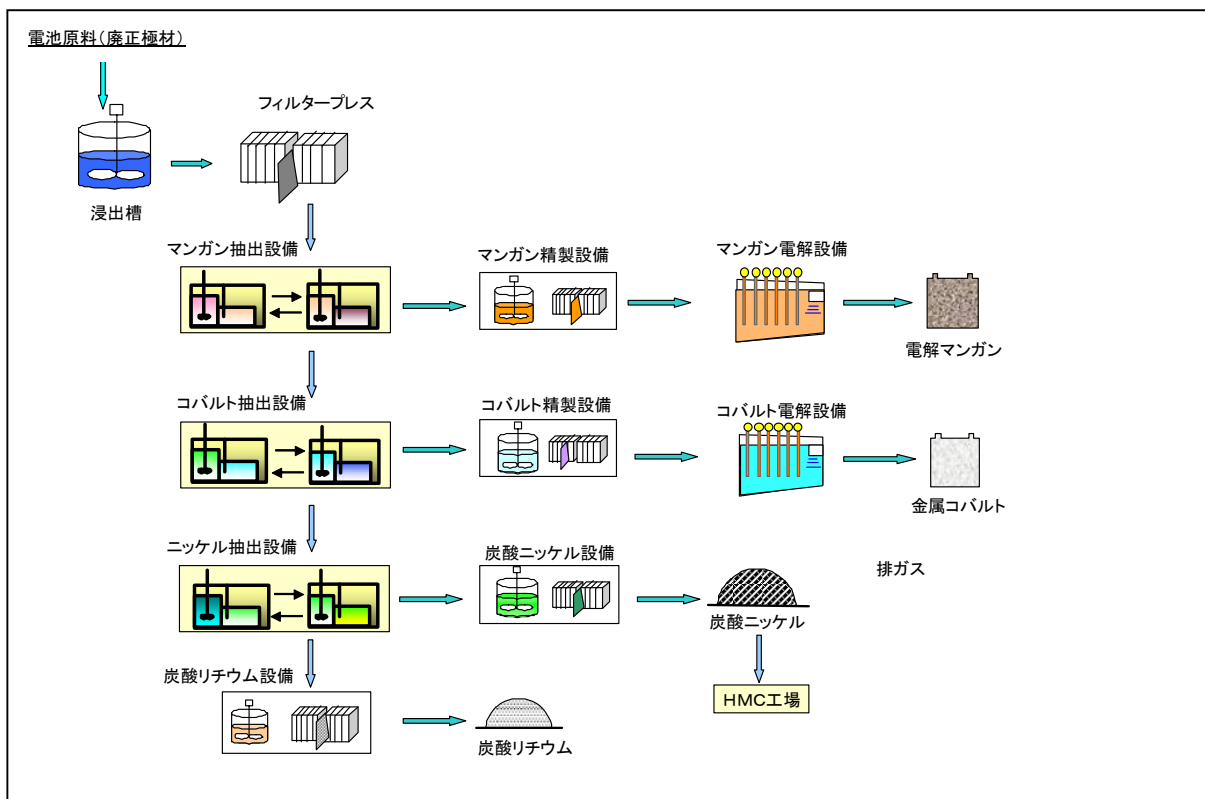 電池原料(廃正極材)
フィルタープレス
浸出槽
マンガン抽出設備
マンガン精製設備
マンガン電解設備
電解マンガン
コバルト抽出設備
コバルト精製設備
コバルト電解設備
金属コバルト
ニッケル抽出設備
炭酸ニッケル設備
排ガス
炭酸ニッケル
炭酸リチウム設備
HMC工場
炭酸リチウム